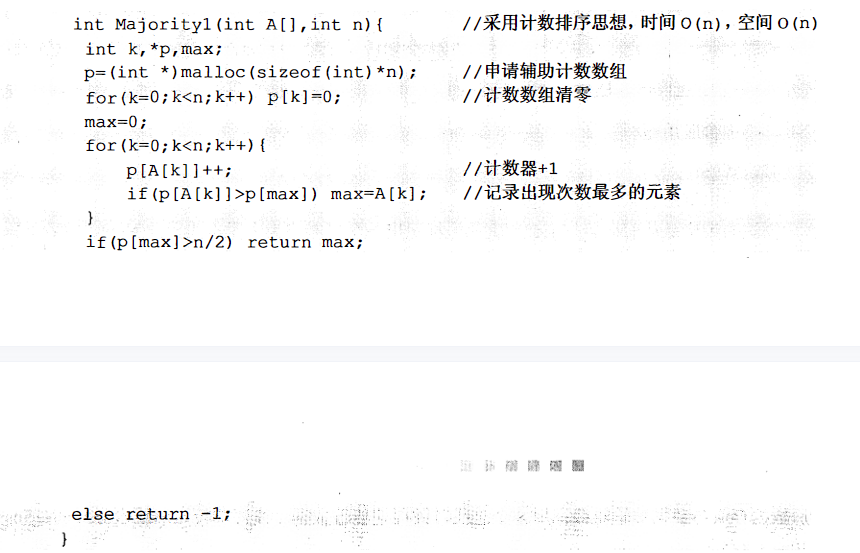 int Majority1(int A[],int n){ //采用计数排序思想，时间O(n)，空间O(n)
int k,*p,max;
p=(int *)malloc(sizeof(int)*n); //申请辅助计数数组
for(k=0;k<n;k++) p[k]=0; //计数数组清零
max=0;
for(k=0;k<n;k++){
p[A[k]]++; //计数器+1
if(p[A[k]]>p[max]) max=A[k]; //记录出现次数最多的元素
}
if(p[max]>n/2) return max;
else return -1;
}